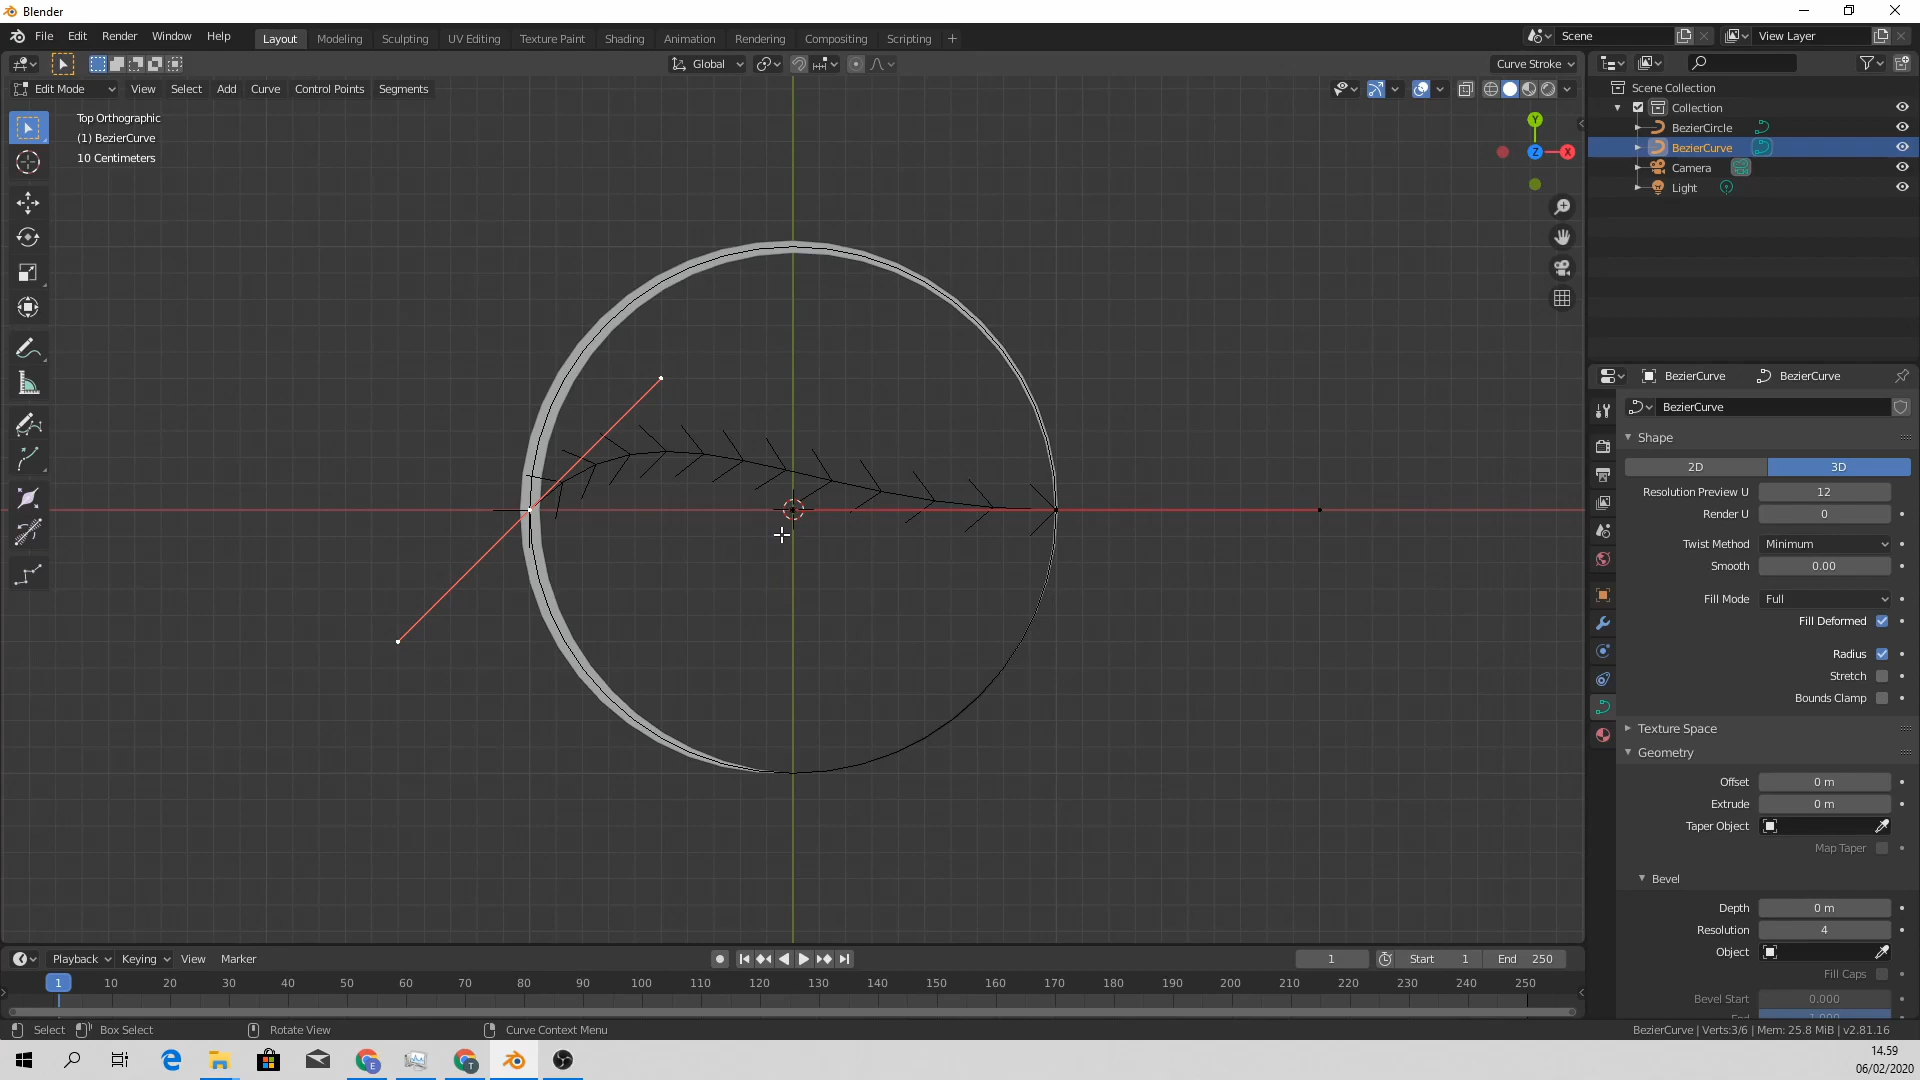 Blender
File Edit Render Window Help
Layout Modeling Sculpting UV Editing Texture Paint Shading Animation Rendering Compositing Scripting +
Scene
View Layer
Global
Curve Stroke
Edit Mode View Select Add Curve Control Points Segments
Top Orthographic
(1) BezierCurve
10 Centimeters
Y
Z
X
Scene Collection
Collection
BezierCircle
BezierCurve
Camera
Light
BezierCurve BezierCurve
BezierCurve
Shape
2D 3D
Resolution Preview U 12
Render U 0
Twist Method Minimum
Smooth 0.00
Fill Mode Full
Fill Deformed
Radius
Stretch
Bounds Clamp
Texture Space
Geometry
Offset 0 m
Extrude 0 m
Taper Object
Map Taper
Bevel
Depth 0 m
Resolution 4
Object
Fill Caps
Bevel Start 0.000
End 1.000
Playback Keying View Marker
1 Start 1 End 250
1 10 20 30 40 50 60 70 80 90 100 110 120 130 140 150 160 170 180 190 200 210 220 230 240 250
Select Box Select Rotate View Curve Context Menu
BezierCurve | Verts:3/6 | Mem: 25.8 MiB | v2.81.16
E
T
14.59
06/02/2020